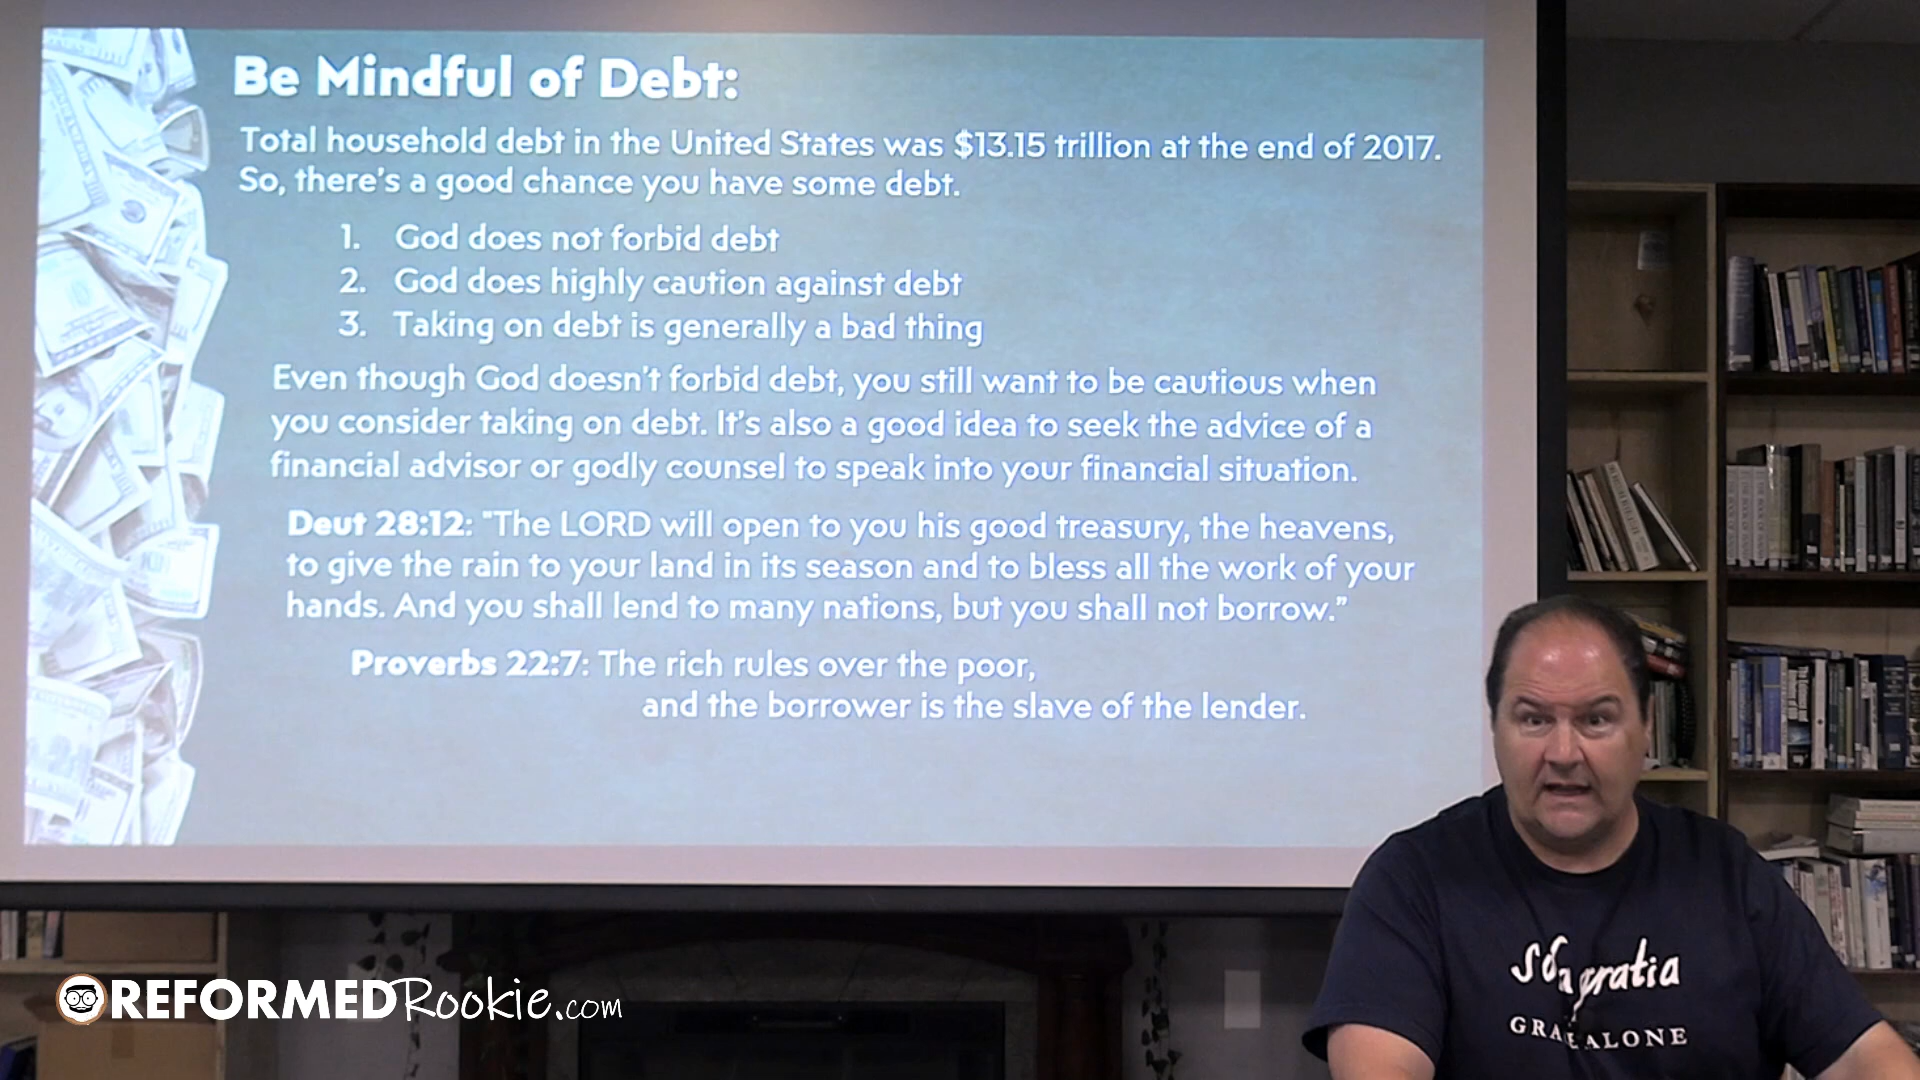 Be Mindful of Debt:
Total household debt in the United States was $13.15 trillion at the end of 2017.
So, there's a good chance you have some debt.
1. God does not forbid debt
2. God does highly caution against debt
3. Taking on debt is generally a bad thing
Even though God doesn't forbid debt, you still want to be cautious when
you consider taking on debt. It's also a good idea to seek the advice of a
financial advisor or godly counsel to speak into your financial situation.
Deut 28:12: "The LORD will open to you his good treasury, the heavens,
to give the rain to your land in its season and to bless all the work of your
hands. And you shall lend to many nations, but you shall not borrow.”
Proverbs 22:7: The rich rules over the poor,
and the borrower is the slave of the lender.
REFORMEDRookie.com
gratia
ALONE